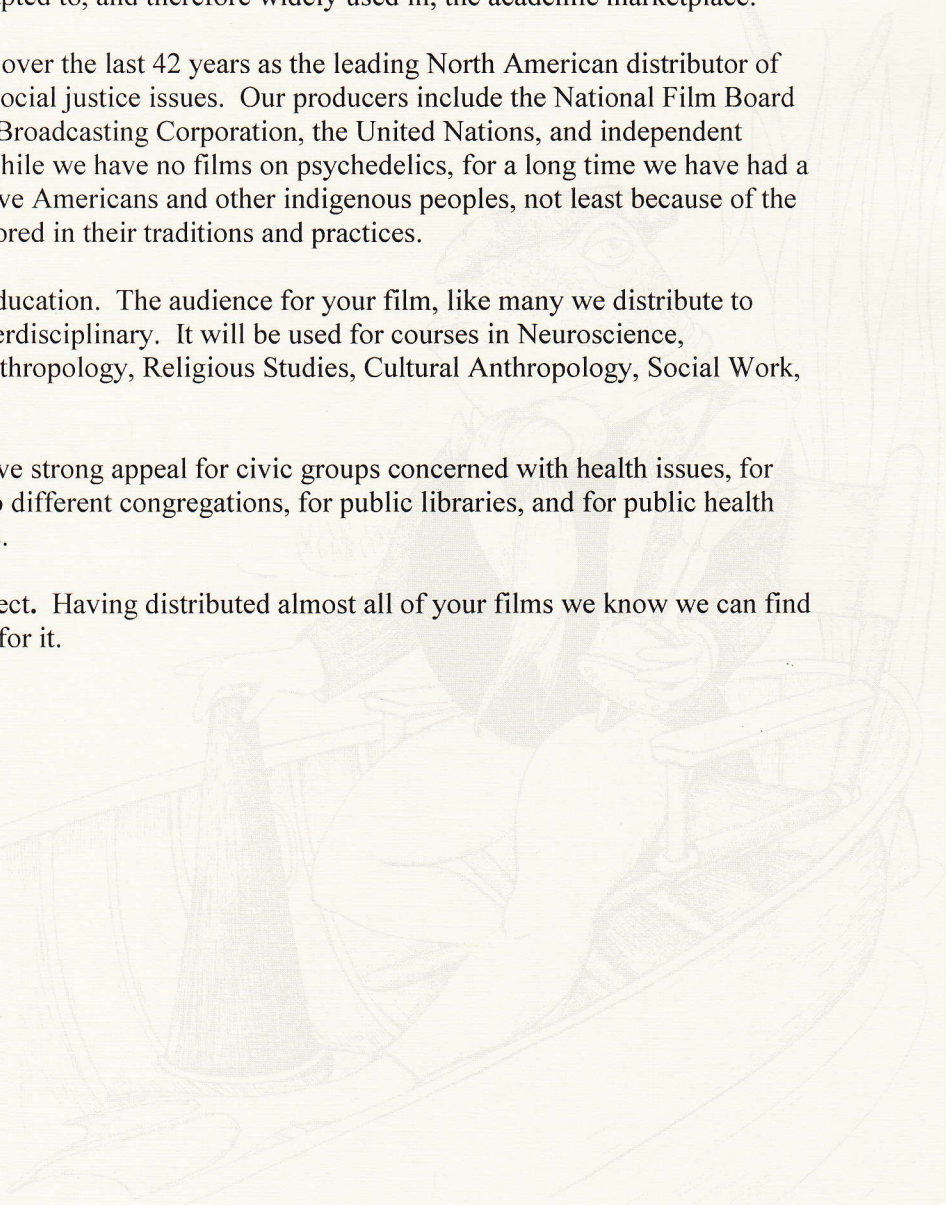 to, and therefore widely used in, the academic marketplace.
over the last 42 years as the leading North American distributor of
ocial justice issues.  Our producers include the National Film Board
Broadcasting Corporation, the United Nations, and independent
hile we have no films on psychedelics, for a long time we have had a
ve Americans and other indigenous peoples, not least because of the
ored in their traditions and practices.
ducation.  The audience for your film, like many we distribute to
erdisciplinary.  It will be used for courses in Neuroscience,
thropology, Religious Studies, Cultural Anthropology, Social Work,
ve strong appeal for civic groups concerned with health issues, for
different congregations, for public libraries, and for public health
.
ect.  Having distributed almost all of your films we know we can find
for it.